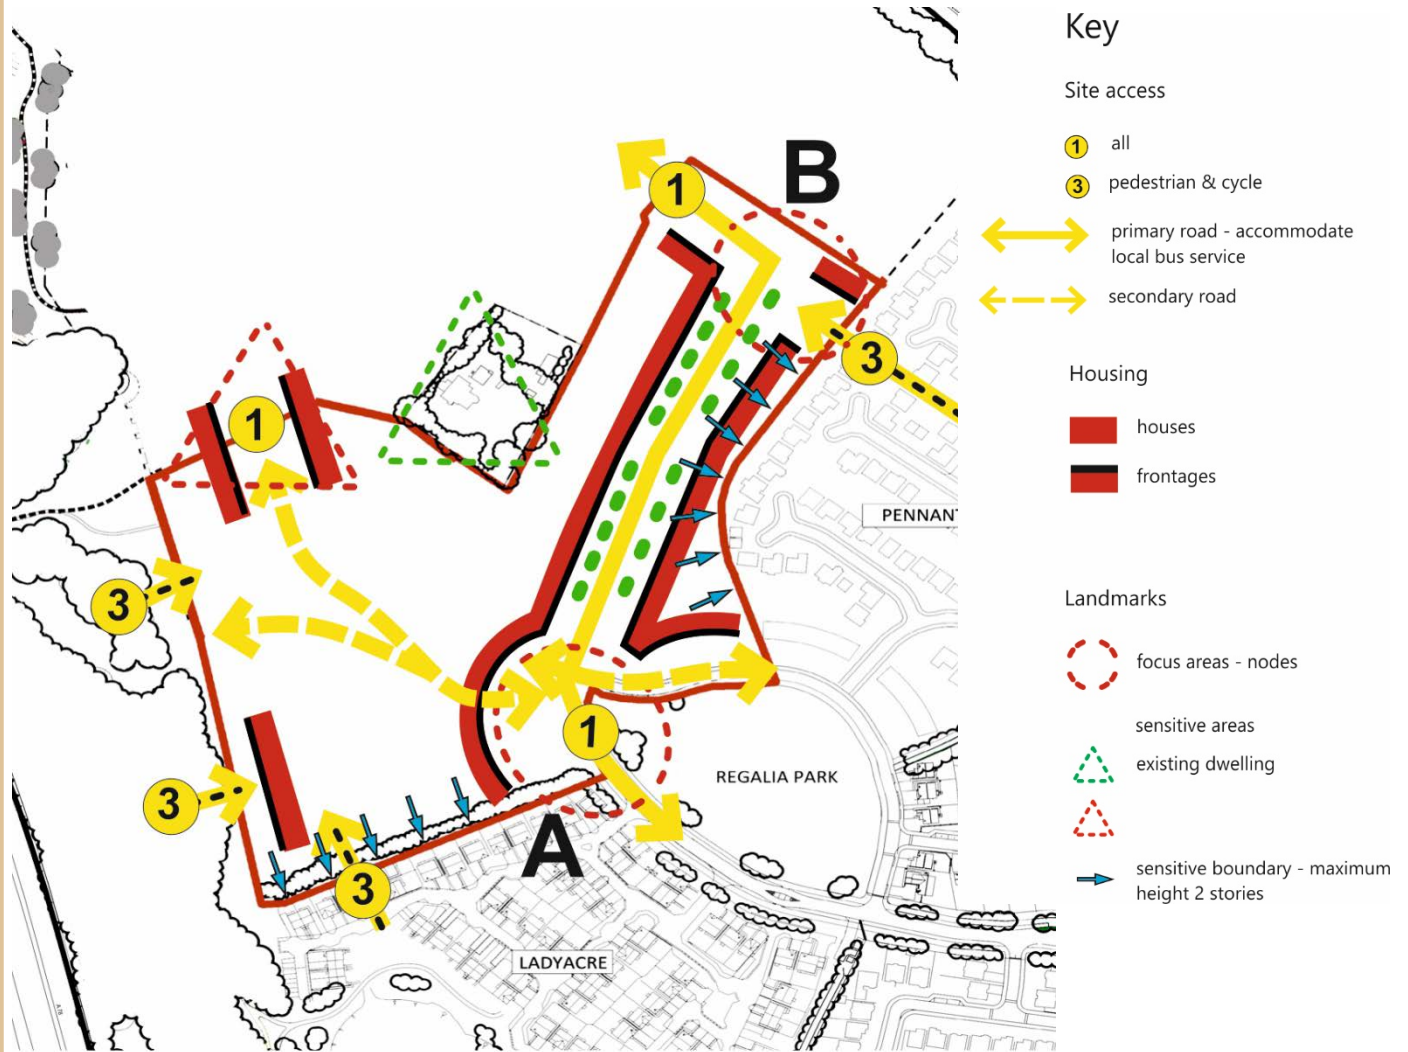 Key
Site access
1 all
3 pedestrian & cycle
primary road - accommodate
local bus service
secondary road
Housing
houses
frontages
Landmarks
focus areas - nodes
sensitive areas
existing dwelling
sensitive boundary - maximum
height 2 stories
B
1
3
1
PENNANT
3
1
REGALIA PARK
3
A
3
LADYACRE